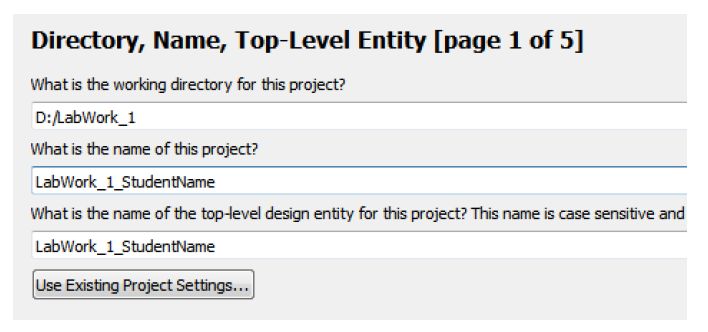 Directory, Name, Top-Level Entity [page 1 of 5]
What is the working directory for this project?
D:/LabWork_1
What is the name of this project?
LabWork_1_StudentName
What is the name of the top-level design entity for this project? This name is case sensitive and
LabWork_1_StudentName
Use Existing Project Settings...